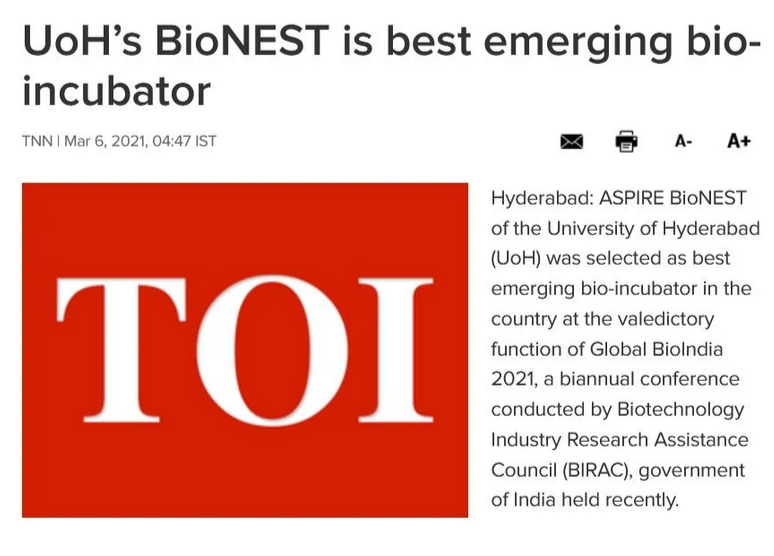 UoH’s BioNEST is best emerging bio-
incubator
TNN | Mar 6, 2021, 04:47 IST
A-
A+
TOI
Hyderabad: ASPIRE BioNEST
of the University of Hyderabad
(UoH) was selected as best
emerging bio-incubator in the
country at the valedictory
function of Global BioIndia
2021, a biannual conference
conducted by Biotechnology
Industry Research Assistance
Council (BIRAC), government
of India held recently.